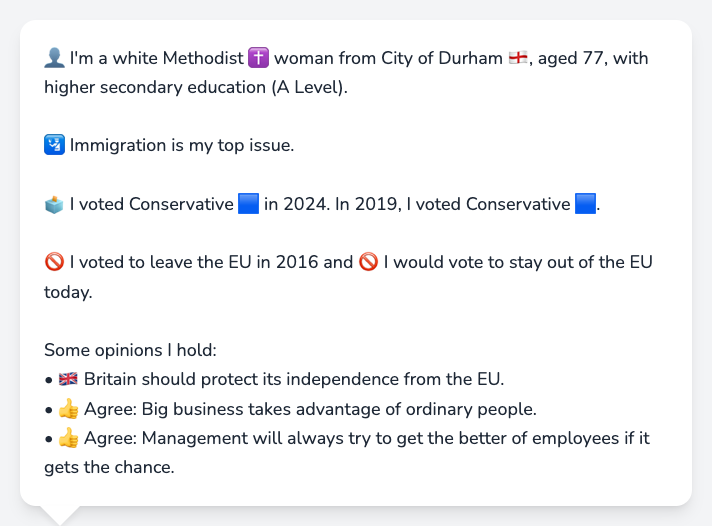 👤 I'm a white Methodist ✝️ woman from City of Durham 🏴󠁧󠁢󠁥󠁮󠁧󠁿, aged 77, with
higher secondary education (A Level).
🛂 Immigration is my top issue.
🗳️ I voted Conservative 🟦 in 2024. In 2019, I voted Conservative 🟦.
🚫 I voted to leave the EU in 2016 and 🚫 I would vote to stay out of the EU
today.
Some opinions I hold:
• 🇬🇧 Britain should protect its independence from the EU.
• 👍 Agree: Big business takes advantage of ordinary people.
• 👍 Agree: Management will always try to get the better of employees if it
gets the chance.